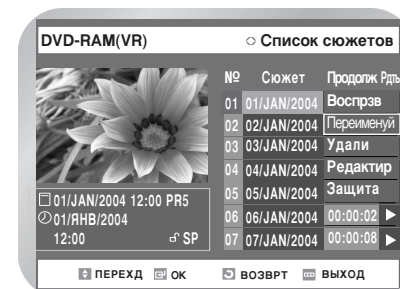 DVD-RAM(VR) Список сюжетов
№ Сюжет Продолж Рдть
01 01/JAN/2004 Воспрзв
02 02/JAN/2004 Переименуй
03 03/JAN/2004 Удали
04 04/JAN/2004 Редактир
05 05/JAN/2004 Защита
06 06/JAN/2004 00:00:02
07 07/JAN/2004 00:00:08
01/JAN/2004 12:00 PR5
01/ЯНВ/2004
12:00 SP
ПЕРЕХД ОК ВОЗВРТ ВЫХОД